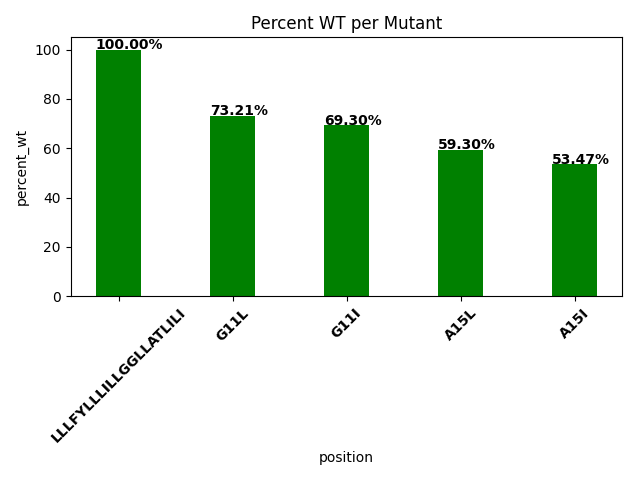 Percent WT per Mutant
percent_wt
100
80
60
40
20
0
100.00%
73.21%
69.30%
59.30%
53.47%
LLLFYLLLILLGGLLATLILI
G11L
G11I
A15L
A15I
position